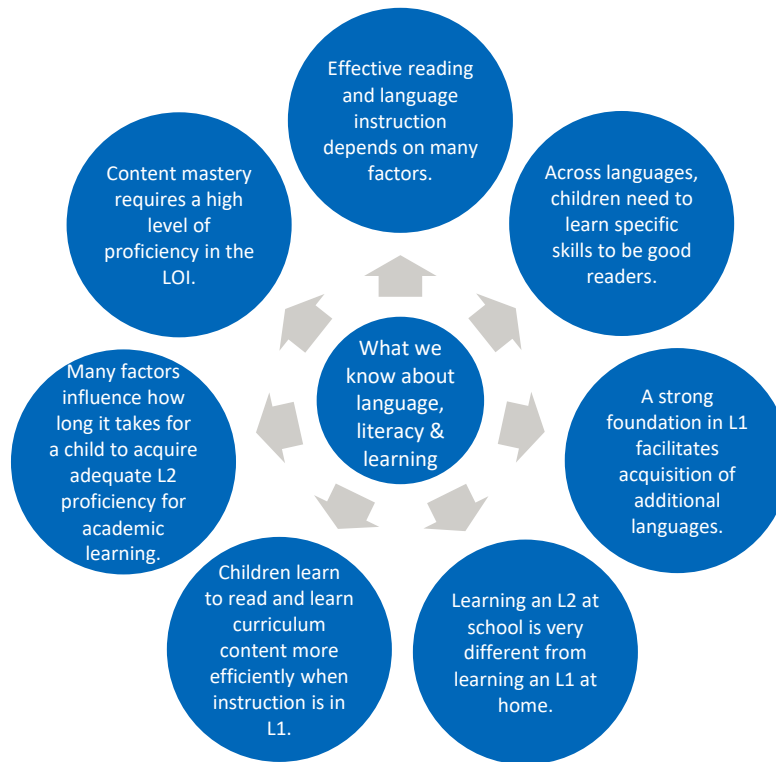 Effective reading
and language
instruction
depends on many
factors.
Across languages,
children need to
learn specific
skills to be good
readers.
A strong
foundation in L1
facilitates
acquisition of
additional
languages.
Learning an L2 at
school is very
different from
learning an L1 at
home.
Children learn
to read and learn
curriculum
content more
efficiently when
instruction is in
L1.
Many factors
influence how
long it takes for
a child to acquire
adequate L2
proficiency for
academic
learning.
Content mastery
requires a high
level of
proficiency in the
LOI.
What we
know about
language,
literacy &
learning